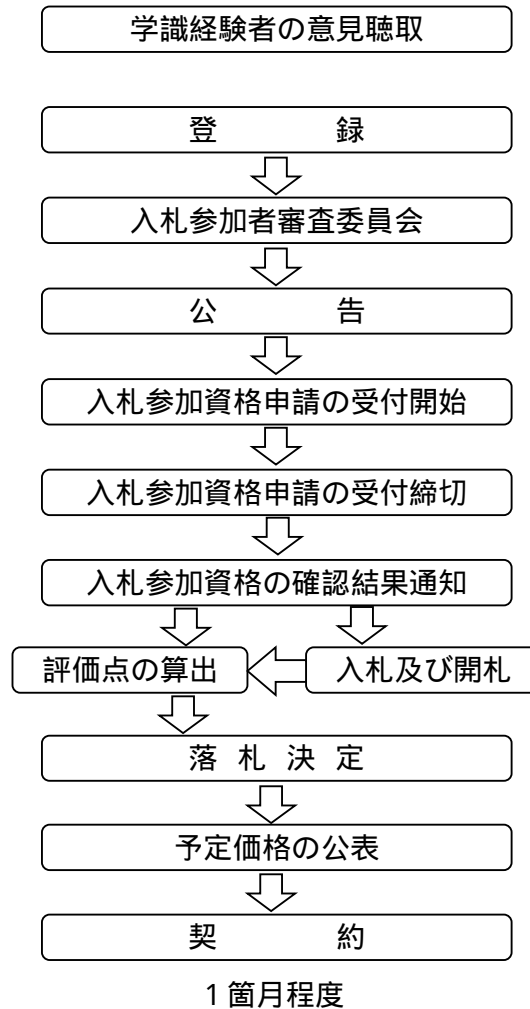 学識経験者の意見聴取
登　　　　録
入札参加者審査委員会
公　　　　告
入札参加資格申請の受付開始
入札参加資格申請の受付締切
入札参加資格の確認結果通知
評価点の算出
入札及び開札
落 札 決 定
予定価格の公表
契　　　　約
1 箇月程度